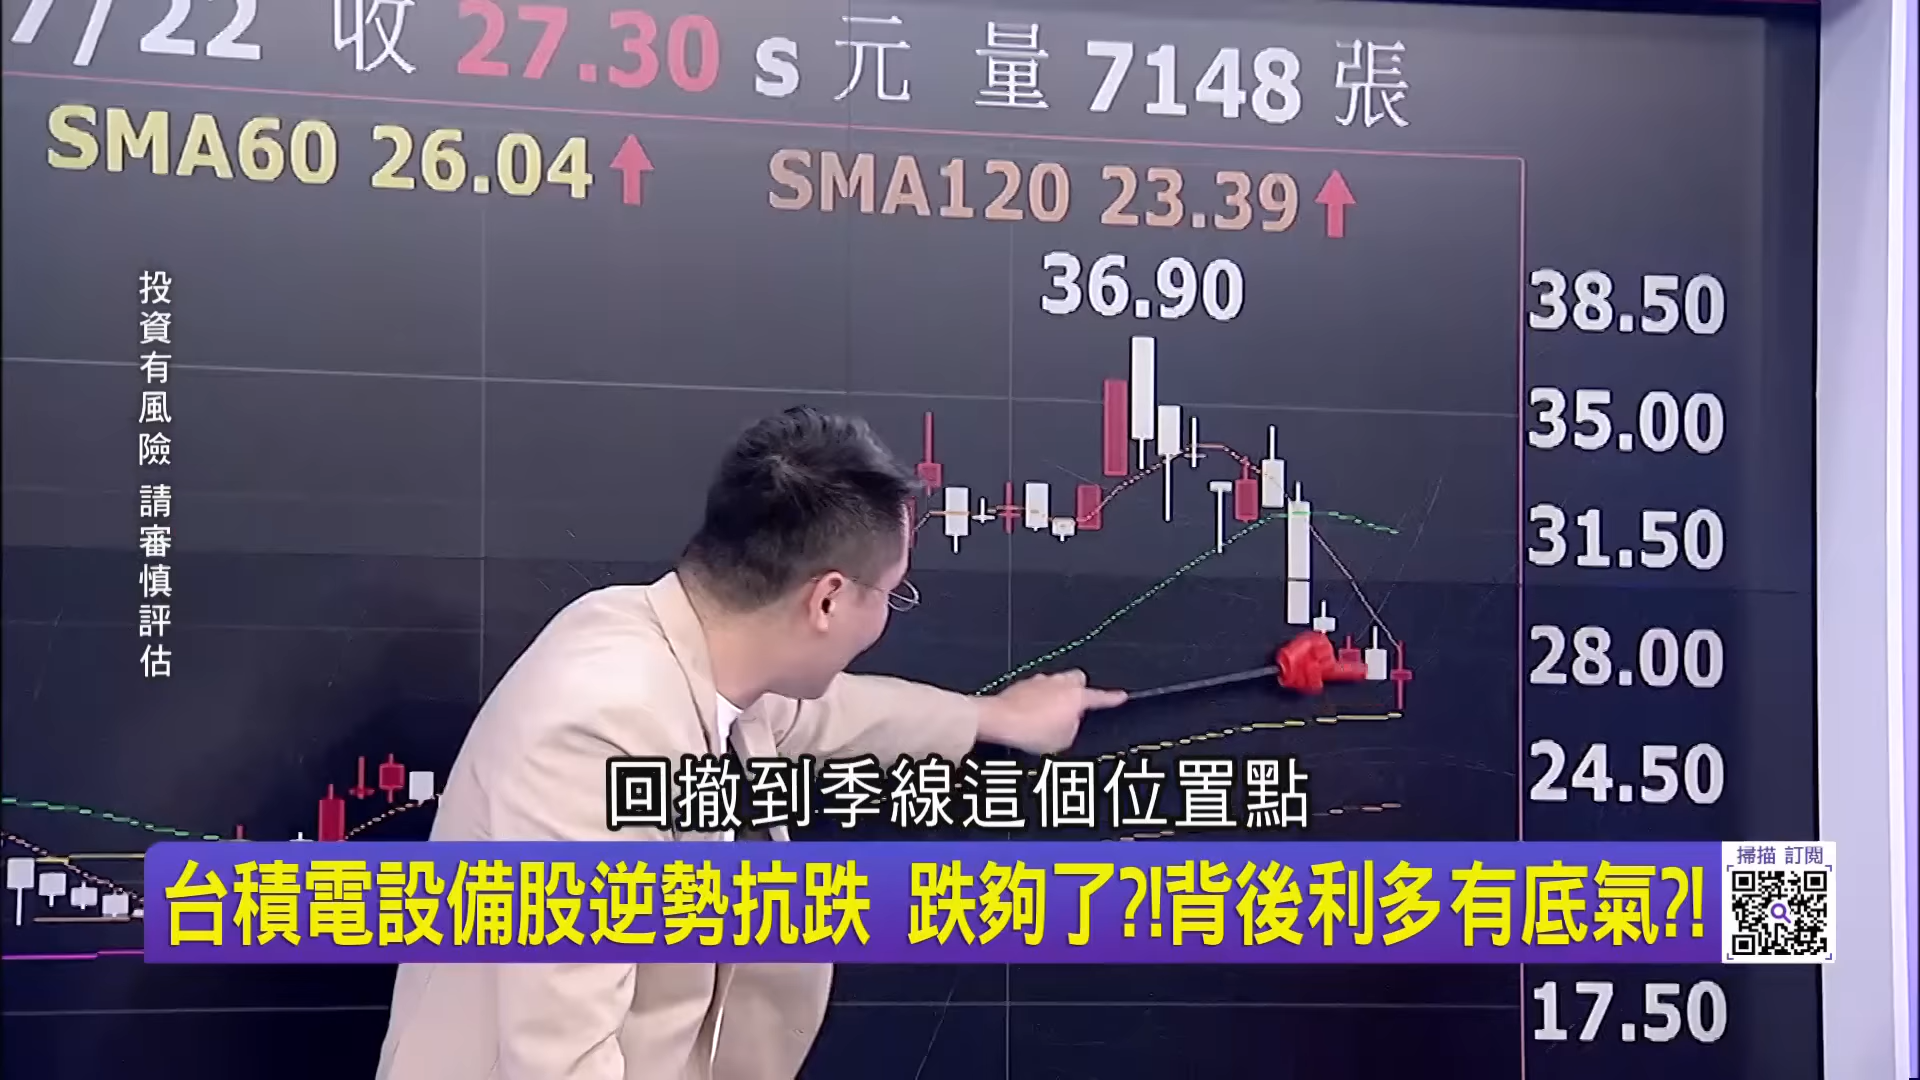 7/22 收 27.30 s 元 量 7148 張
SMA60 26.04↑ SMA120 23.39↑
36.90
38.50
35.00
31.50
28.00
24.50
17.50
投資有風險 請審慎評估
回撤到季線這個位置點
台積電設備股逆勢抗跌 跌夠了?!背後利多有底氣?!
掃描 訂閱